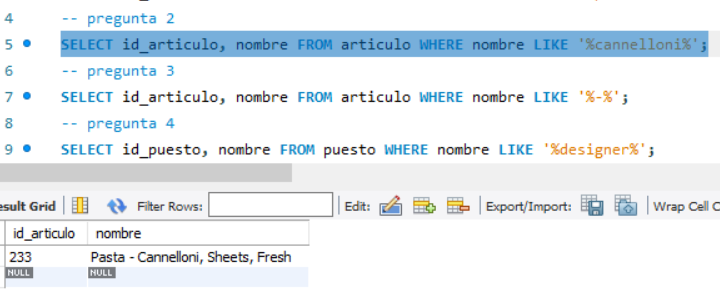 4 -- pregunta 2
5 SELECT id_articulo, nombre FROM articulo WHERE nombre LIKE '%cannelloni%';
6 -- pregunta 3
7 SELECT id_articulo, nombre FROM articulo WHERE nombre LIKE '%-%';
8 -- pregunta 4
9 SELECT id_puesto, nombre FROM puesto WHERE nombre LIKE '%designer%';
esult Grid Filter Rows: Edit: Export/Import: Wrap Cell C
id_articulo nombre
233 Pasta - Cannelloni, Sheets, Fresh
NULL NULL